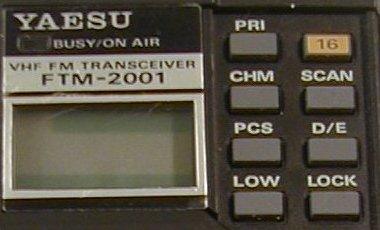 YAESU
BUSY/ON AIR
VHF FM TRANSCEIVER
FTM-2001
PRI
16
CHM SCAN
PCS D/E
LOW LOCK